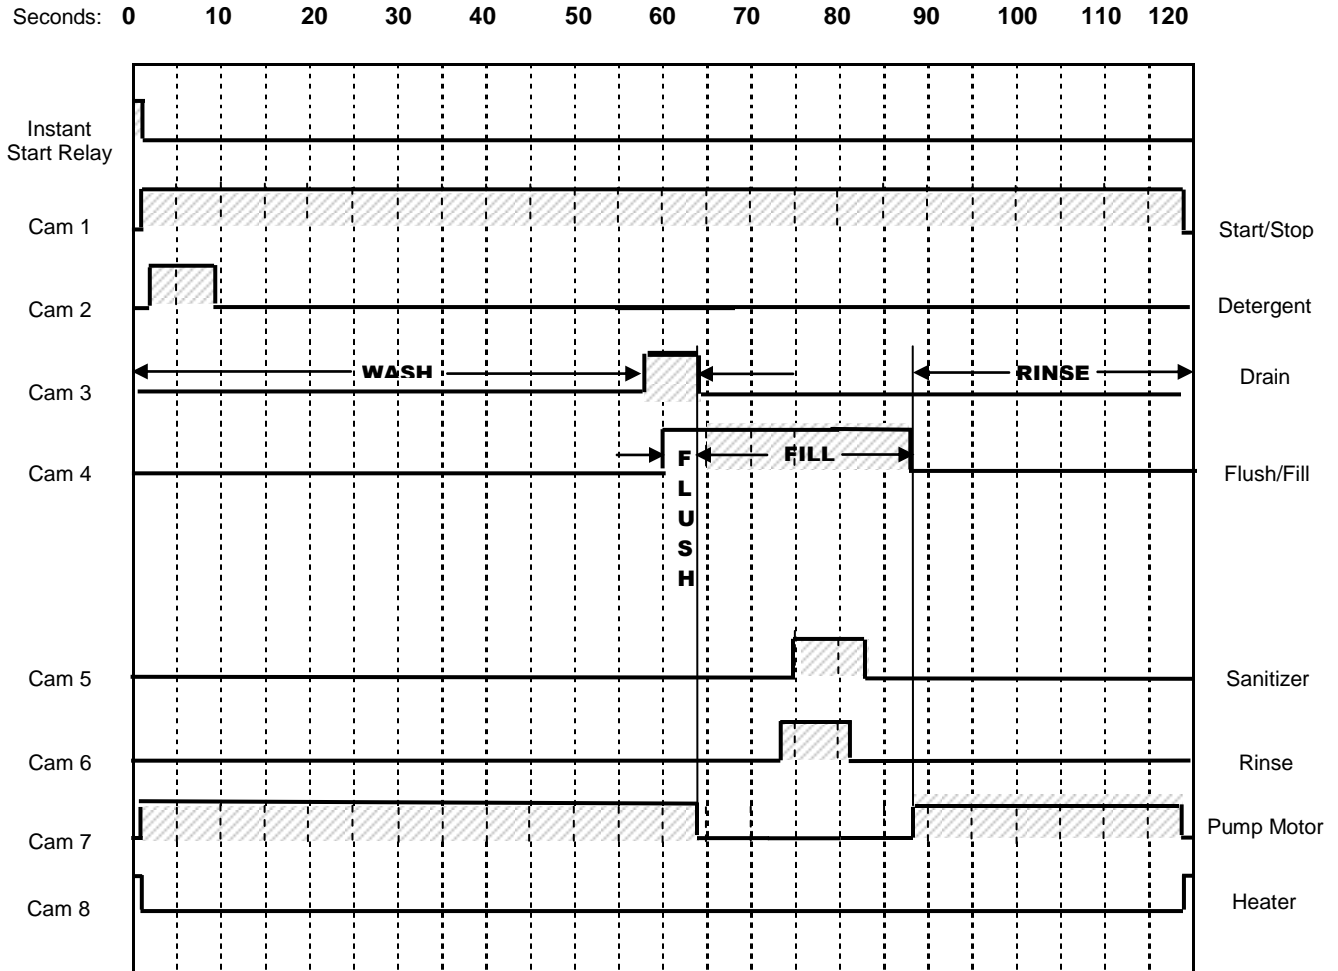 Seconds: 0 10 20 30 40 50 60 70 80 90 100 110 120
Instant
Start Relay
Cam 1
Start/Stop
Cam 2
Detergent
WASH
RINSE
Cam 3
Drain
Cam 4
FILL
Flush/Fill
F
L
U
S
H
Cam 5
Sanitizer
Cam 6
Rinse
Cam 7
Pump Motor
Cam 8
Heater